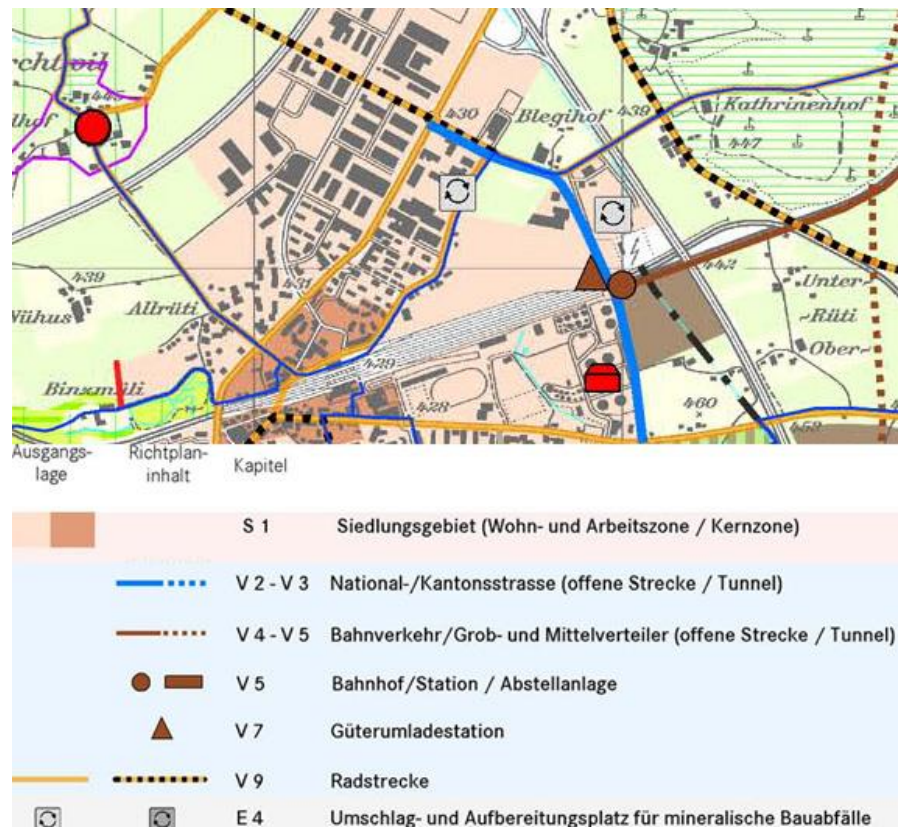 430
Blegihof
439
Kathrinenhof
447
439
Allrüti
431
442
Unter-
Rüti
Ober-
429
428
460
Ausgangs-
lage
Richtplan-
inhalt
Kapitel
S 1 Siedlungsgebiet (Wohn- und Arbeitszone / Kernzone)
V 2 - V 3 National-/Kantonsstrasse (offene Strecke / Tunnel)
V 4 - V 5 Bahnverkehr/Grob- und Mittelverteiler (offene Strecke / Tunnel)
V 5 Bahnhof/Station / Abstellanlage
V 7 Güterumladestation
V 9 Radstrecke
E 4 Umschlag- und Aufbereitungsplatz für mineralische Bauabfälle